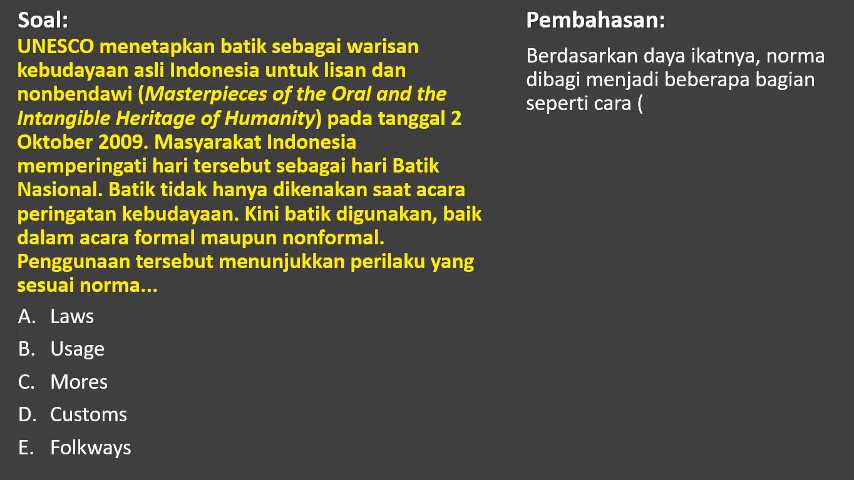 Soal:
UNESCO menetapkan batik sebagai warisan
kebudayaan asli Indonesia untuk lisan dan
nonbendawi (Masterpieces of the Oral and the
Intangible Heritage of Humanity) pada tanggal 2
Oktober 2009. Masyarakat Indonesia
memperingati hari tersebut sebagai hari Batik
Nasional. Batik tidak hanya dikenakan saat acara
peringatan kebudayaan. Kini batik digunakan, baik
dalam acara formal maupun nonformal.
Penggunaan tersebut menunjukkan perilaku yang
sesuai norma...
A. Laws
B. Usage
C. Mores
D. Customs
E. Folkways
Pembahasan:
Berdasarkan daya ikatnya, norma
dibagi menjadi beberapa bagian
seperti cara (